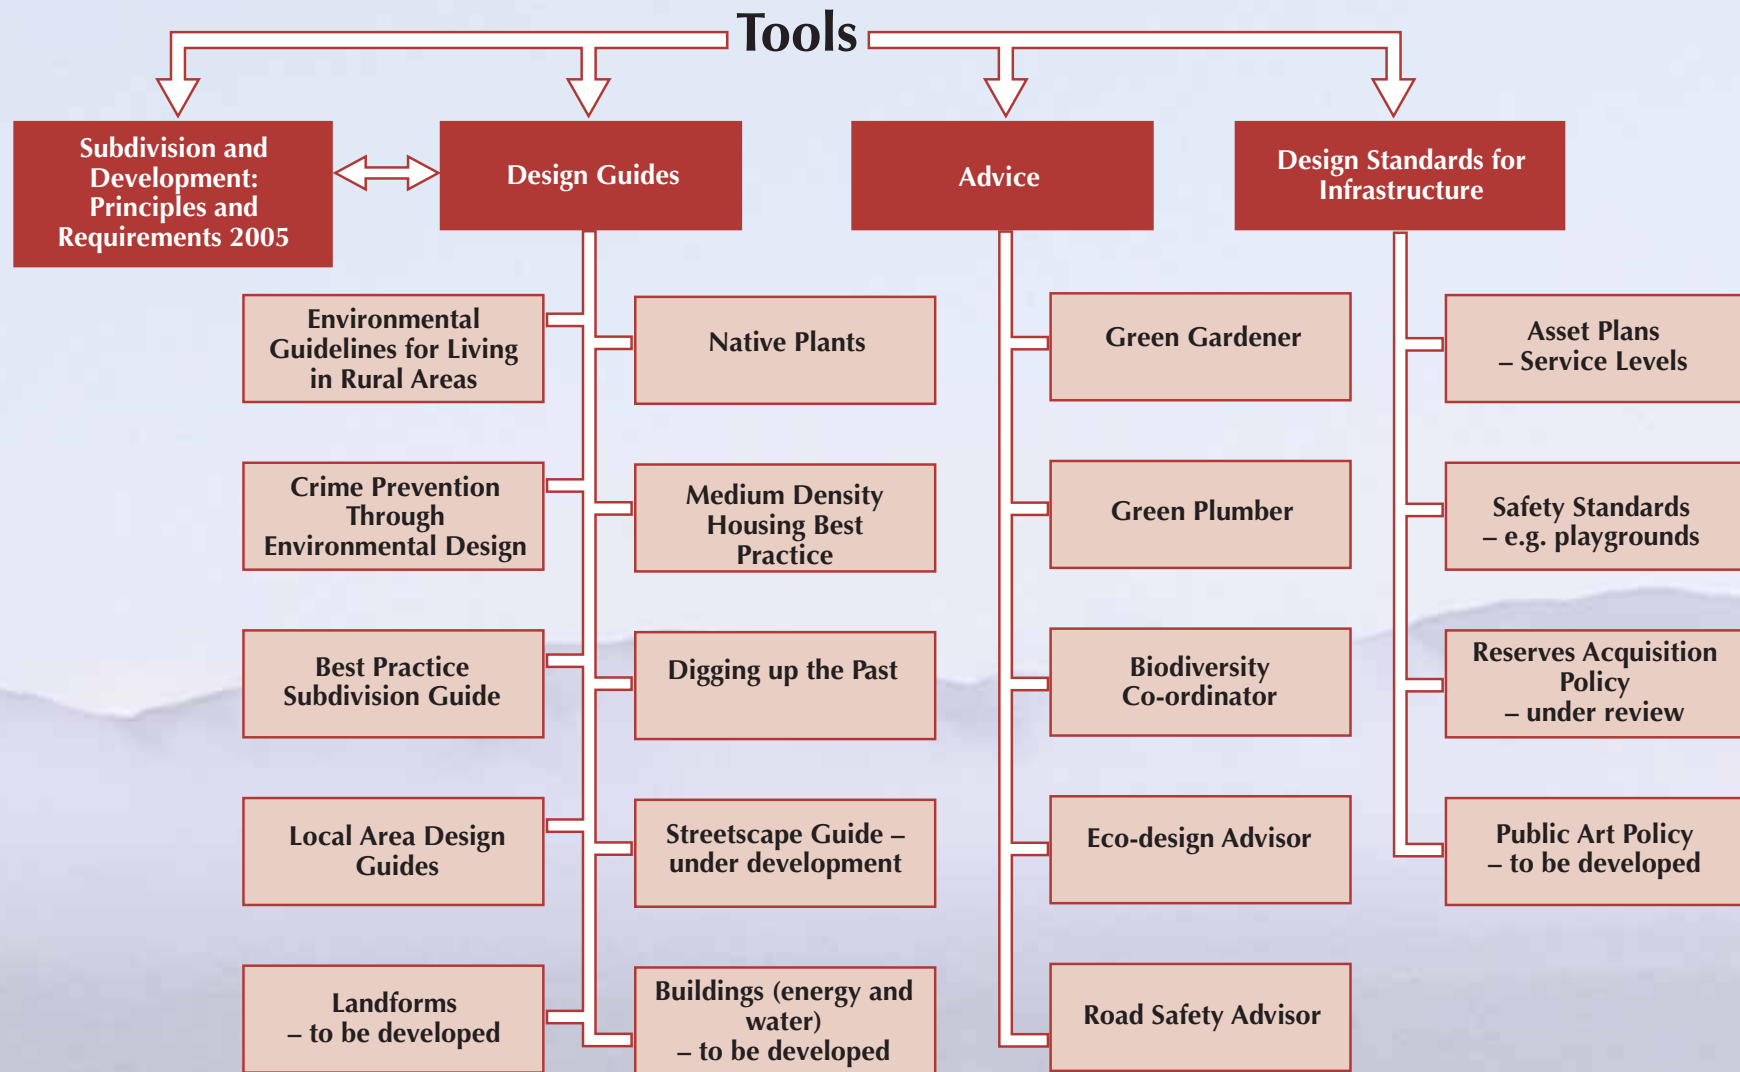 Tools
Subdivision and
Development:
Principles and
Requirements 2005
Design Guides
Advice
Design Standards for
Infrastructure
Environmental
Guidelines for Living
in Rural Areas
Native Plants
Crime Prevention
Through
Environmental Design
Medium Density
Housing Best
Practice
Best Practice
Subdivision Guide
Digging up the Past
Local Area Design
Guides
Streetscape Guide –
under development
Landforms
– to be developed
Buildings (energy and
water)
– to be developed
Green Gardener
Green Plumber
Biodiversity
Co-ordinator
Eco-design Advisor
Road Safety Advisor
Asset Plans
– Service Levels
Safety Standards
– e.g. playgrounds
Reserves Acquisition
Policy
– under review
Public Art Policy
– to be developed